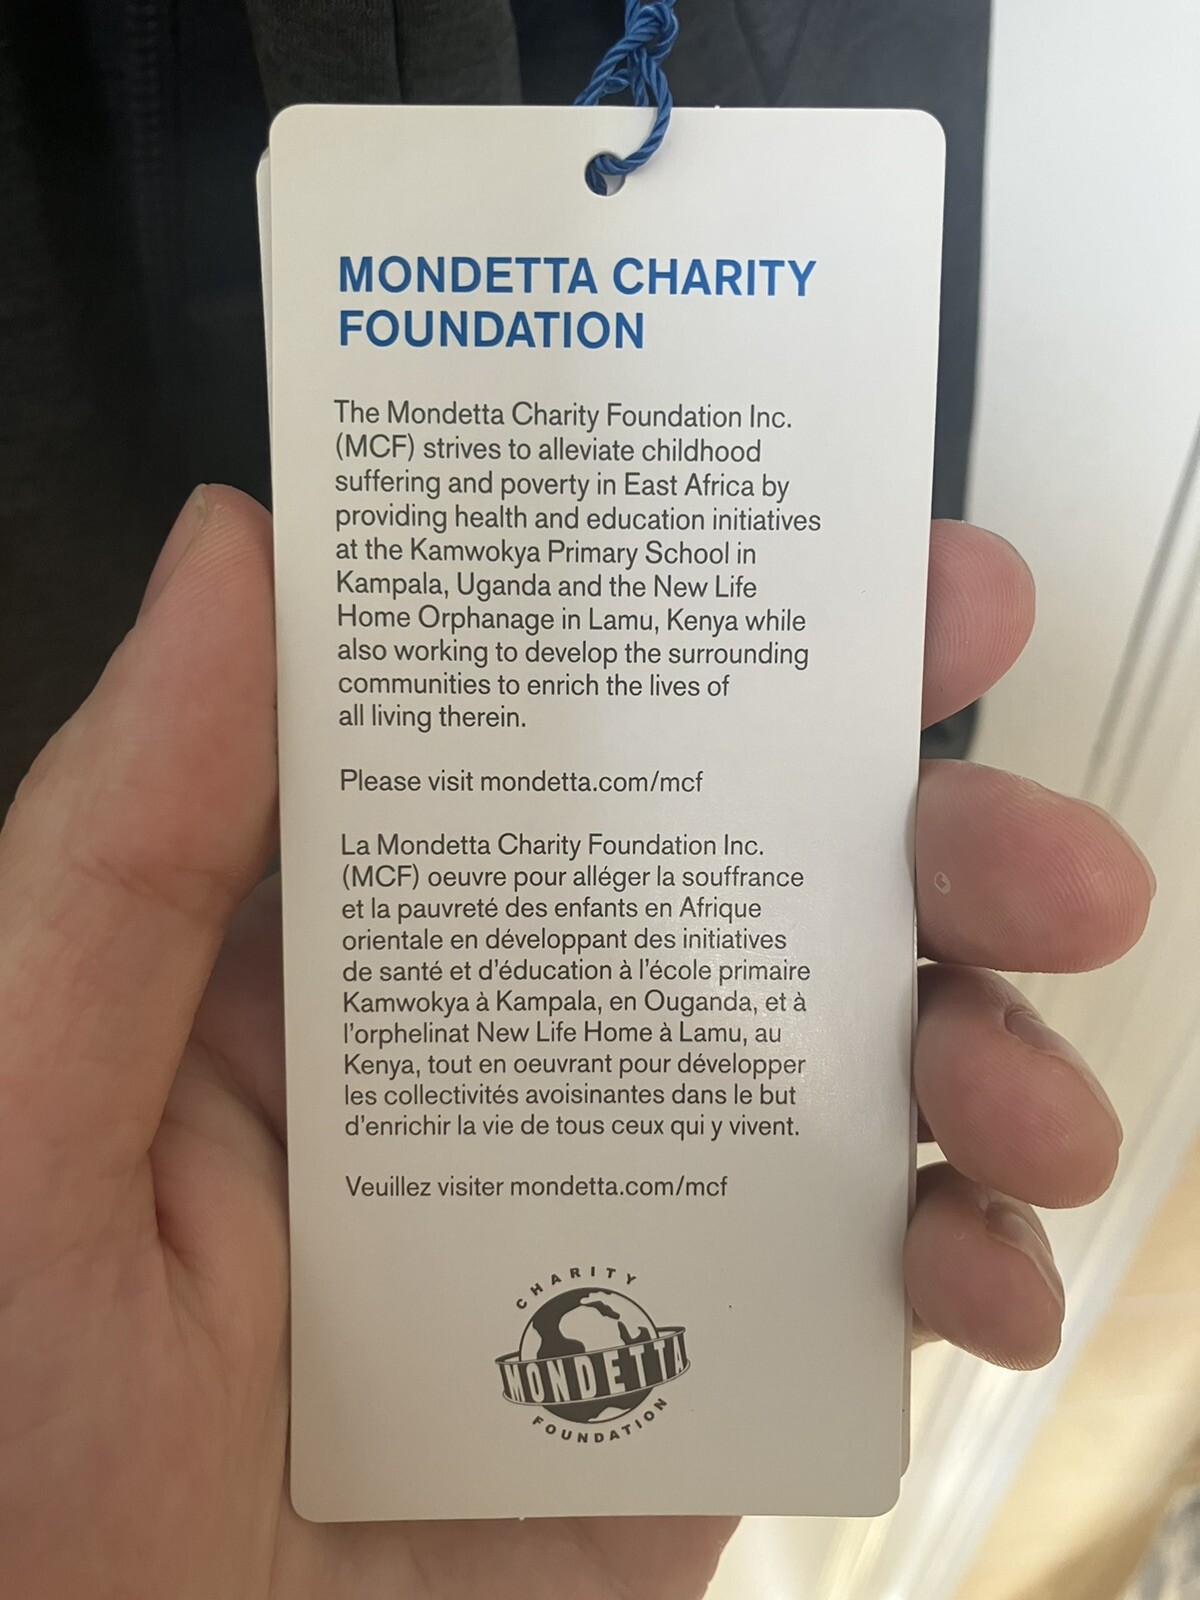 MONDETTA CHARITY
FOUNDATION
The Mondetta Charity Foundation Inc.
(MCF) strives to alleviate childhood
suffering and poverty in East Africa by
providing health and education initiatives
at the Kamwokya Primary School in
Kampala, Uganda and the New Life
Home Orphanage in Lamu, Kenya while
also working to develop the surrounding
communities to enrich the lives of
all living therein.
Please visit mondetta.com/mcf
La Mondetta Charity Foundation Inc.
(MCF) oeuvre pour alléger la souffrance
et la pauvreté des enfants en Afrique
orientale en développant des initiatives
de santé et d'éducation à l'école primaire
Kamwokya à Kampala, en Ouganda, et à
l'orphelinat New Life Home à Lamu, au
Kenya, tout en oeuvrant pour développer
les collectivités avoisinantes dans le but
d'enrichir la vie de tous ceux qui y vivent.
Veuillez visiter mondetta.com/mcf
CHARITY
MONDETTA
FOUNDATION